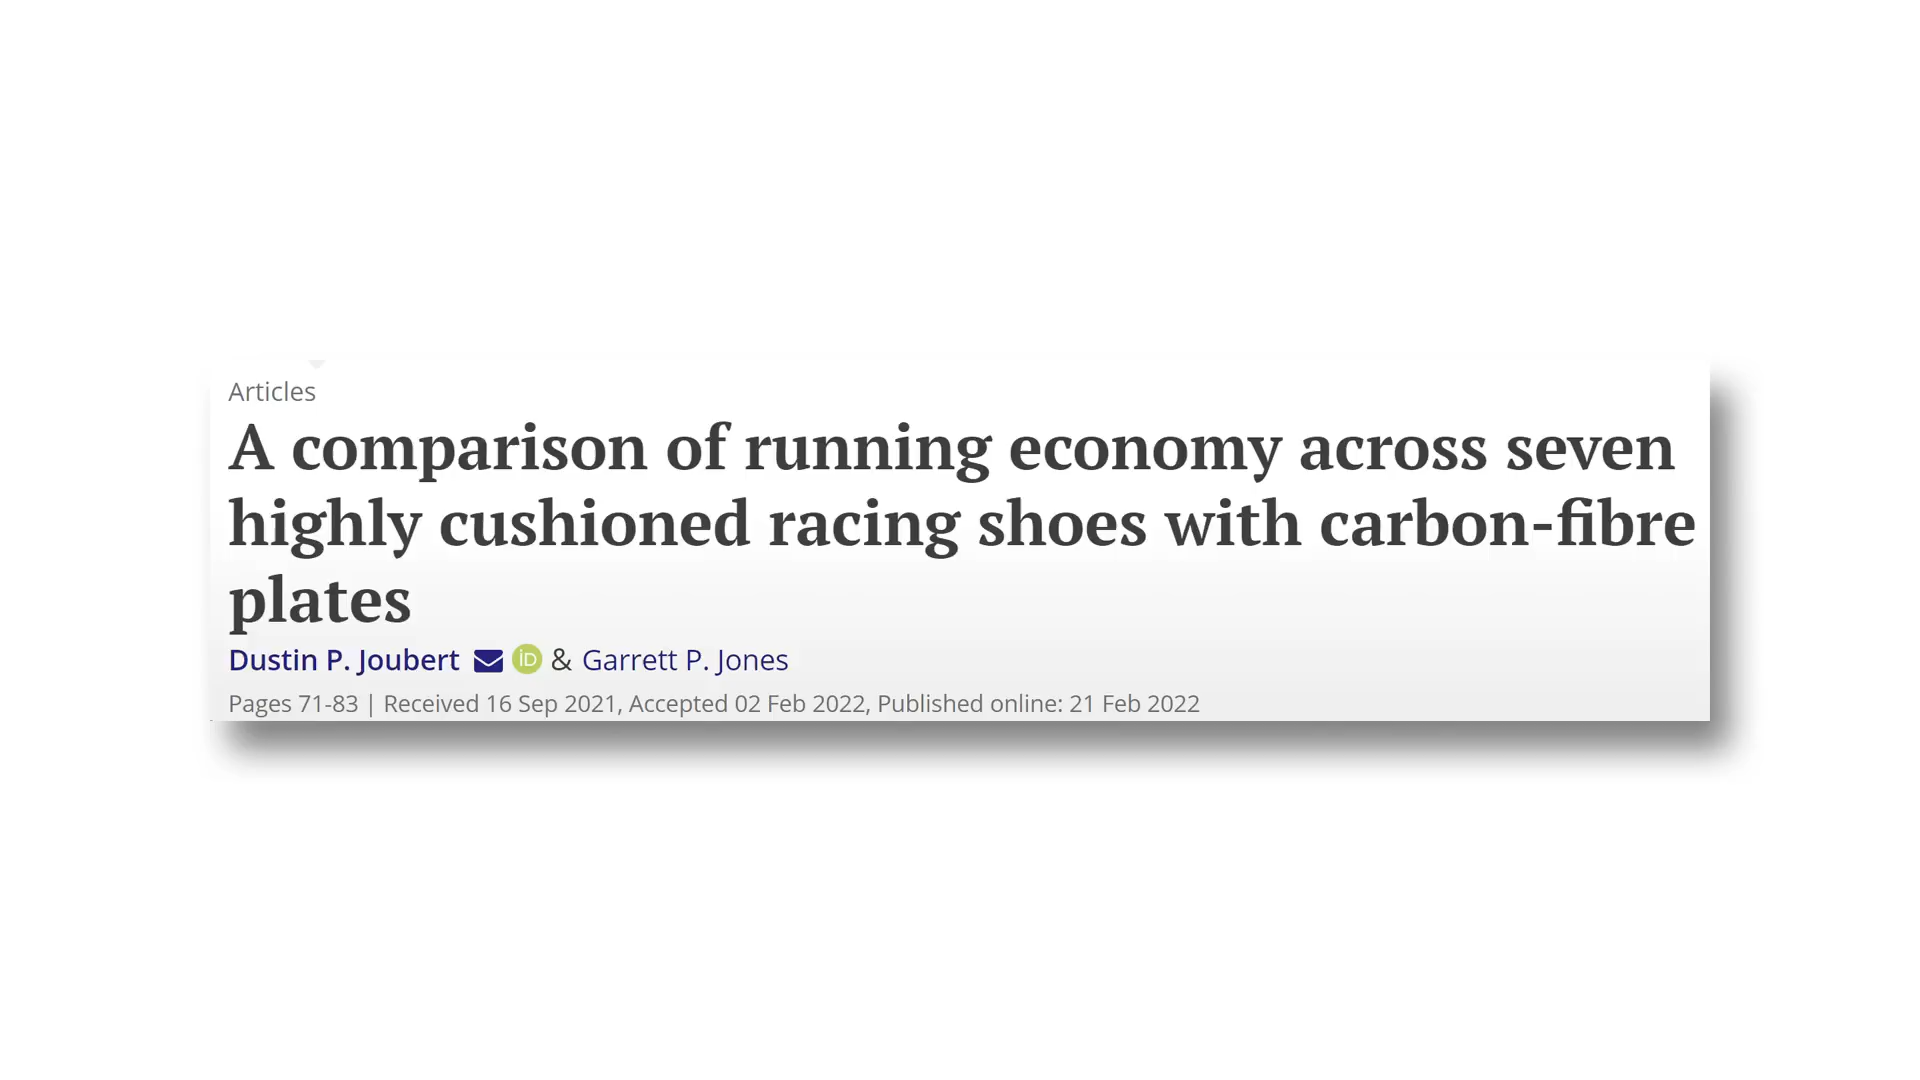 Articles
A comparison of running economy across seven
highly cushioned racing shoes with carbon-fibre
plates
Dustin P. Joubert iD & Garrett P. Jones
Pages 71-83 | Received 16 Sep 2021, Accepted 02 Feb 2022, Published online: 21 Feb 2022